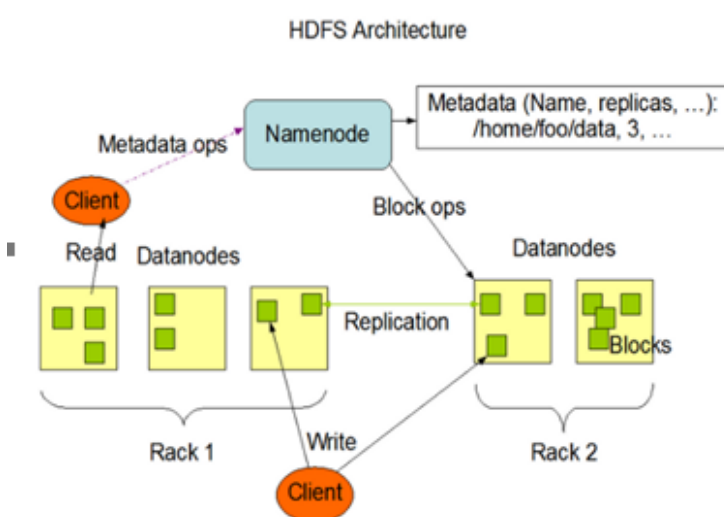 HDFS Architecture
Metadata (Name, replicas, ...):
/home/foo/data, 3, ...
Namenode
Metadata ops
Client
Block ops
Read
Datanodes
Datanodes
Replication
Blocks
Rack 1
Write
Rack 2
Client